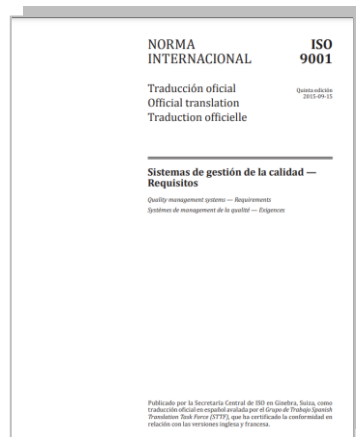 NORMA
INTERNACIONAL
ISO
9001
Traducción oficial
Official translation
Traduction officielle
Quinta edición
2015-09-15
Sistemas de gestión de la calidad —
Requisitos
Quality management systems — Requirements
Systèmes de management de la qualité — Exigences
Publicado por la Secretaría Central de ISO en Ginebra, Suiza, como
traducción oficial en español avalada por el Grupo de Trabajo Spanish
Translation Task Force (STTF), que ha certificado la conformidad en
relación con las versiones inglesa y francesa.